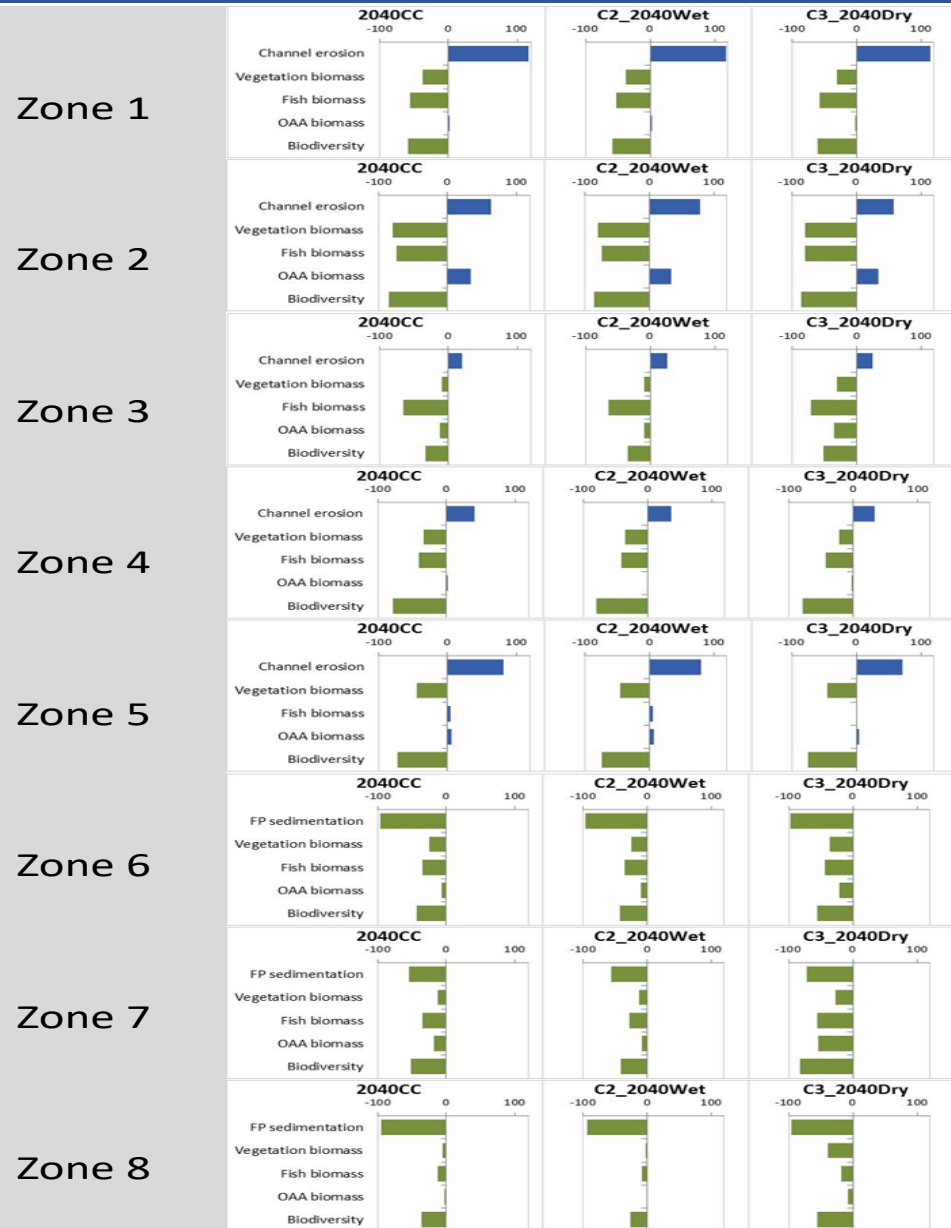 2040CC C2_2040Wet C3_2040Dry
-100 0 100 -100 0 100 -100 0 100
Channel erosion
Vegetation biomass
Zone 1
Fish biomass
OAA biomass
Biodiversity
2040CC C2_2040Wet C3_2040Dry
-100 0 100 -100 0 100 -100 0 100
Channel erosion
Vegetation biomass
Zone 2
Fish biomass
OAA biomass
Biodiversity
2040CC C2_2040Wet C3_2040Dry
-100 0 100 -100 0 100 -100 0 100
Channel erosion
Vegetation biomass
Zone 3
Fish biomass
OAA biomass
Biodiversity
2040CC C2_2040Wet C3_2040Dry
-100 0 100 -100 0 100 -100 0 100
Channel erosion
Vegetation biomass
Zone 4
Fish biomass
OAA biomass
Biodiversity
2040CC C2_2040Wet C3_2040Dry
-100 0 100 -100 0 100 -100 0 100
Channel erosion
Vegetation biomass
Zone 5
Fish biomass
OAA biomass
Biodiversity
2040CC C2_2040Wet C3_2040Dry
-100 0 100 -100 0 100 -100 0 100
FP sedimentation
Vegetation biomass
Zone 6
Fish biomass
OAA biomass
Biodiversity
2040CC C2_2040Wet C3_2040Dry
-100 0 100 -100 0 100 -100 0 100
FP sedimentation
Vegetation biomass
Zone 7
Fish biomass
OAA biomass
Biodiversity
2040CC C2_2040Wet C3_2040Dry
-100 0 100 -100 0 100 -100 0 100
FP sedimentation
Vegetation biomass
Zone 8
Fish biomass
OAA biomass
Biodiversity